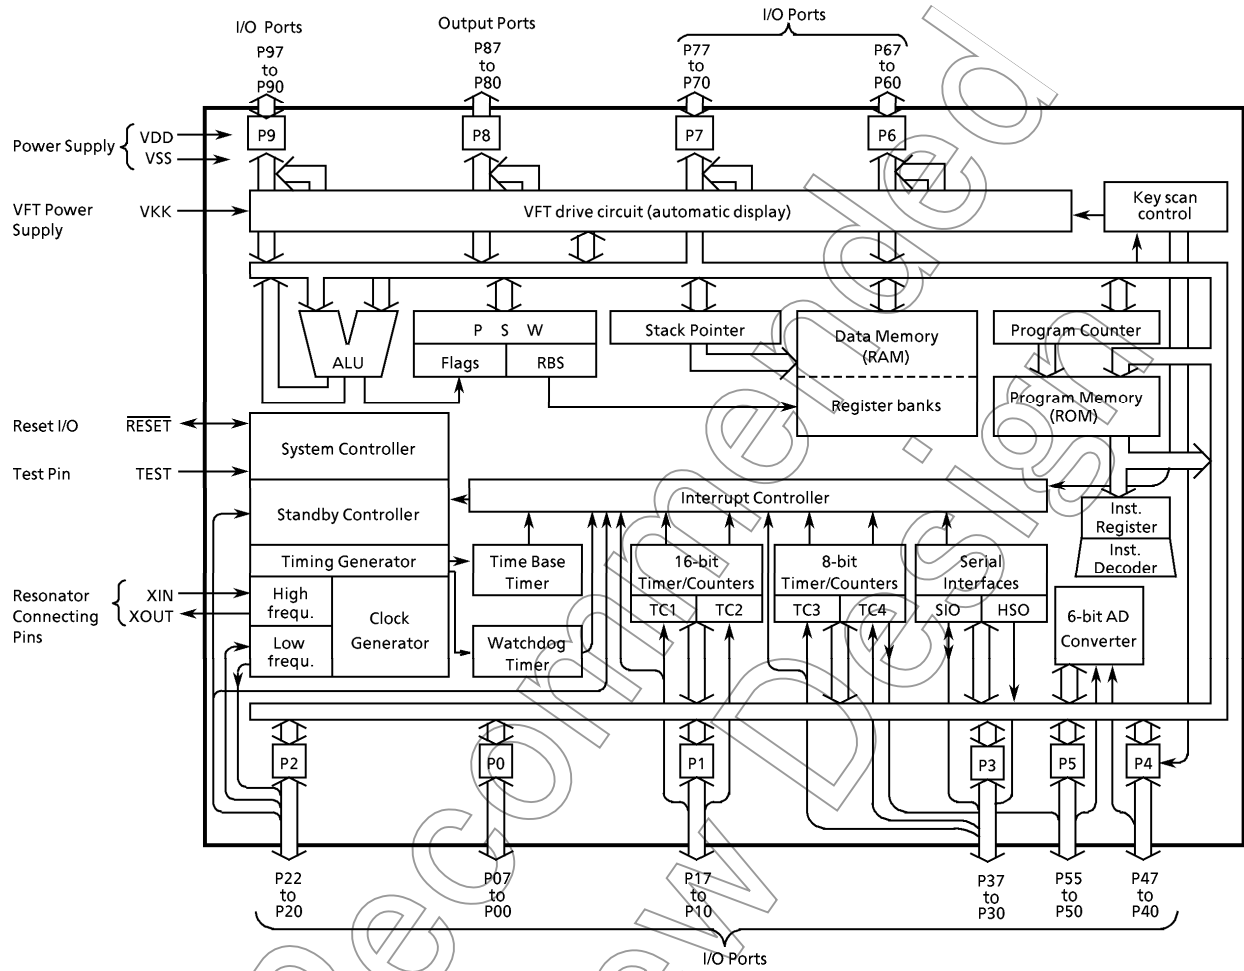 I/O Ports
Output Ports
I/O Ports
P97
to
P90
P87
to
P80
P77
to
P70
P67
to
P60
Power Supply
VDD
VSS
P9
P8
P7
P6
VFT Power
Supply
VKK
VFT drive circuit (automatic display)
Key scan
control
ALU
P S W
Flags
RBS
Stack Pointer
Data Memory
(RAM)
Register banks
Program Counter
Program Memory
(ROM)
Reset I/O
RESET
Test Pin
TEST
System Controller
Standby Controller
Timing Generator
High
frequ.
Low
frequ.
Clock
Generator
Interrupt Controller
Inst.
Register
Inst.
Decoder
Time Base
Timer
Watchdog
Timer
16-bit
Timer/Counters
TC1
TC2
8-bit
Timer/Counters
TC3
TC4
Serial
Interfaces
SIO
HSO
6-bit AD
Converter
Resonator
Connecting
Pins
XIN
XOUT
P2
P0
P1
P3
P5
P4
P22
to
P20
P07
to
P00
P17
to
P10
P37
to
P30
P55
to
P50
P47
to
P40
I/O Ports
ecommended
ew Design